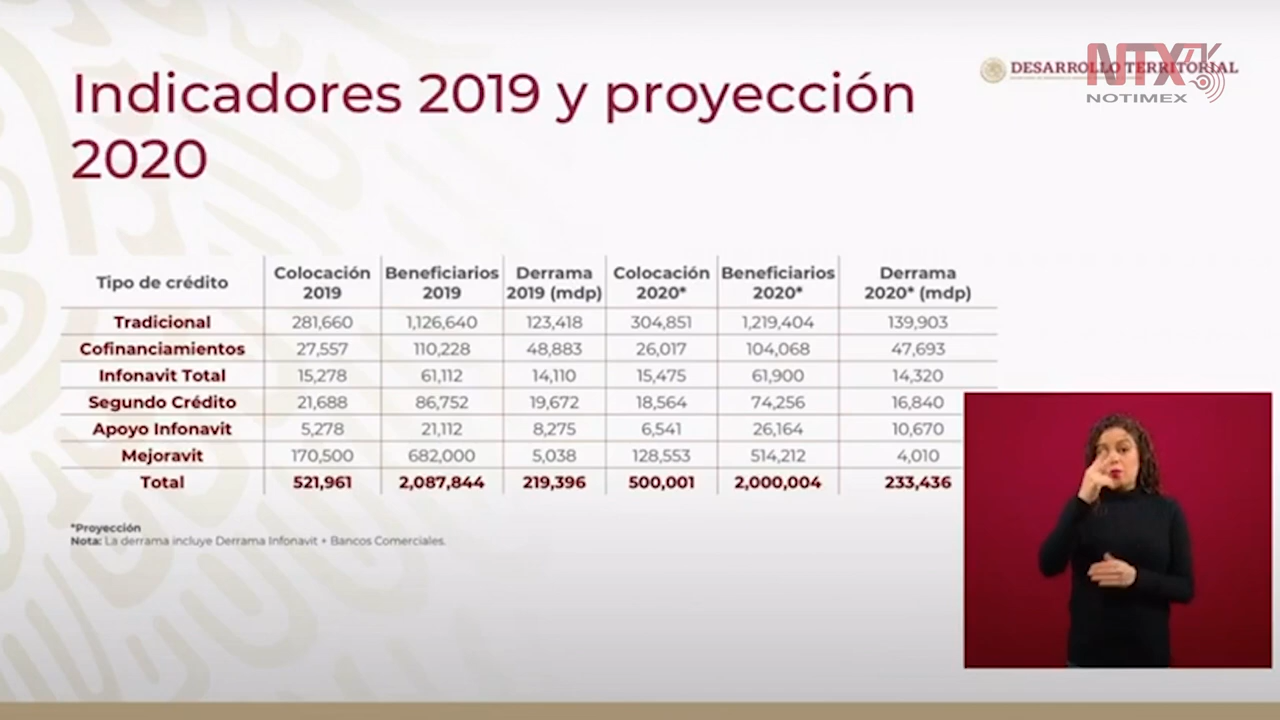 Indicadores 2019 y proyección
2020
DESARROLLO TERRITORIAL
NTX
NOTIMEX
Tipo de crédito Colocación 2019 Beneficiarios 2019 Derrama 2019 (mdp) Colocación 2020* Beneficiarios 2020* Derrama 2020* (mdp)
Tradicional 281,660 1,126,640 123,418 304,851 1,219,404 139,903
Cofinanciamientos 27,557 110,228 48,883 26,017 104,068 47,693
Infonavit Total 15,278 61,112 14,110 15,475 61,900 14,320
Segundo Crédito 21,688 86,752 19,672 18,564 74,256 16,840
Apoyo Infonavit 5,278 21,112 8,275 6,541 26,164 10,670
Mejoravit 170,500 682,000 5,038 128,553 514,212 4,010
Total 521,961 2,087,844 219,396 500,001 2,000,004 233,436
*Proyección
Nota: La derrama incluye Derrama Infonavit + Bancos Comerciales.